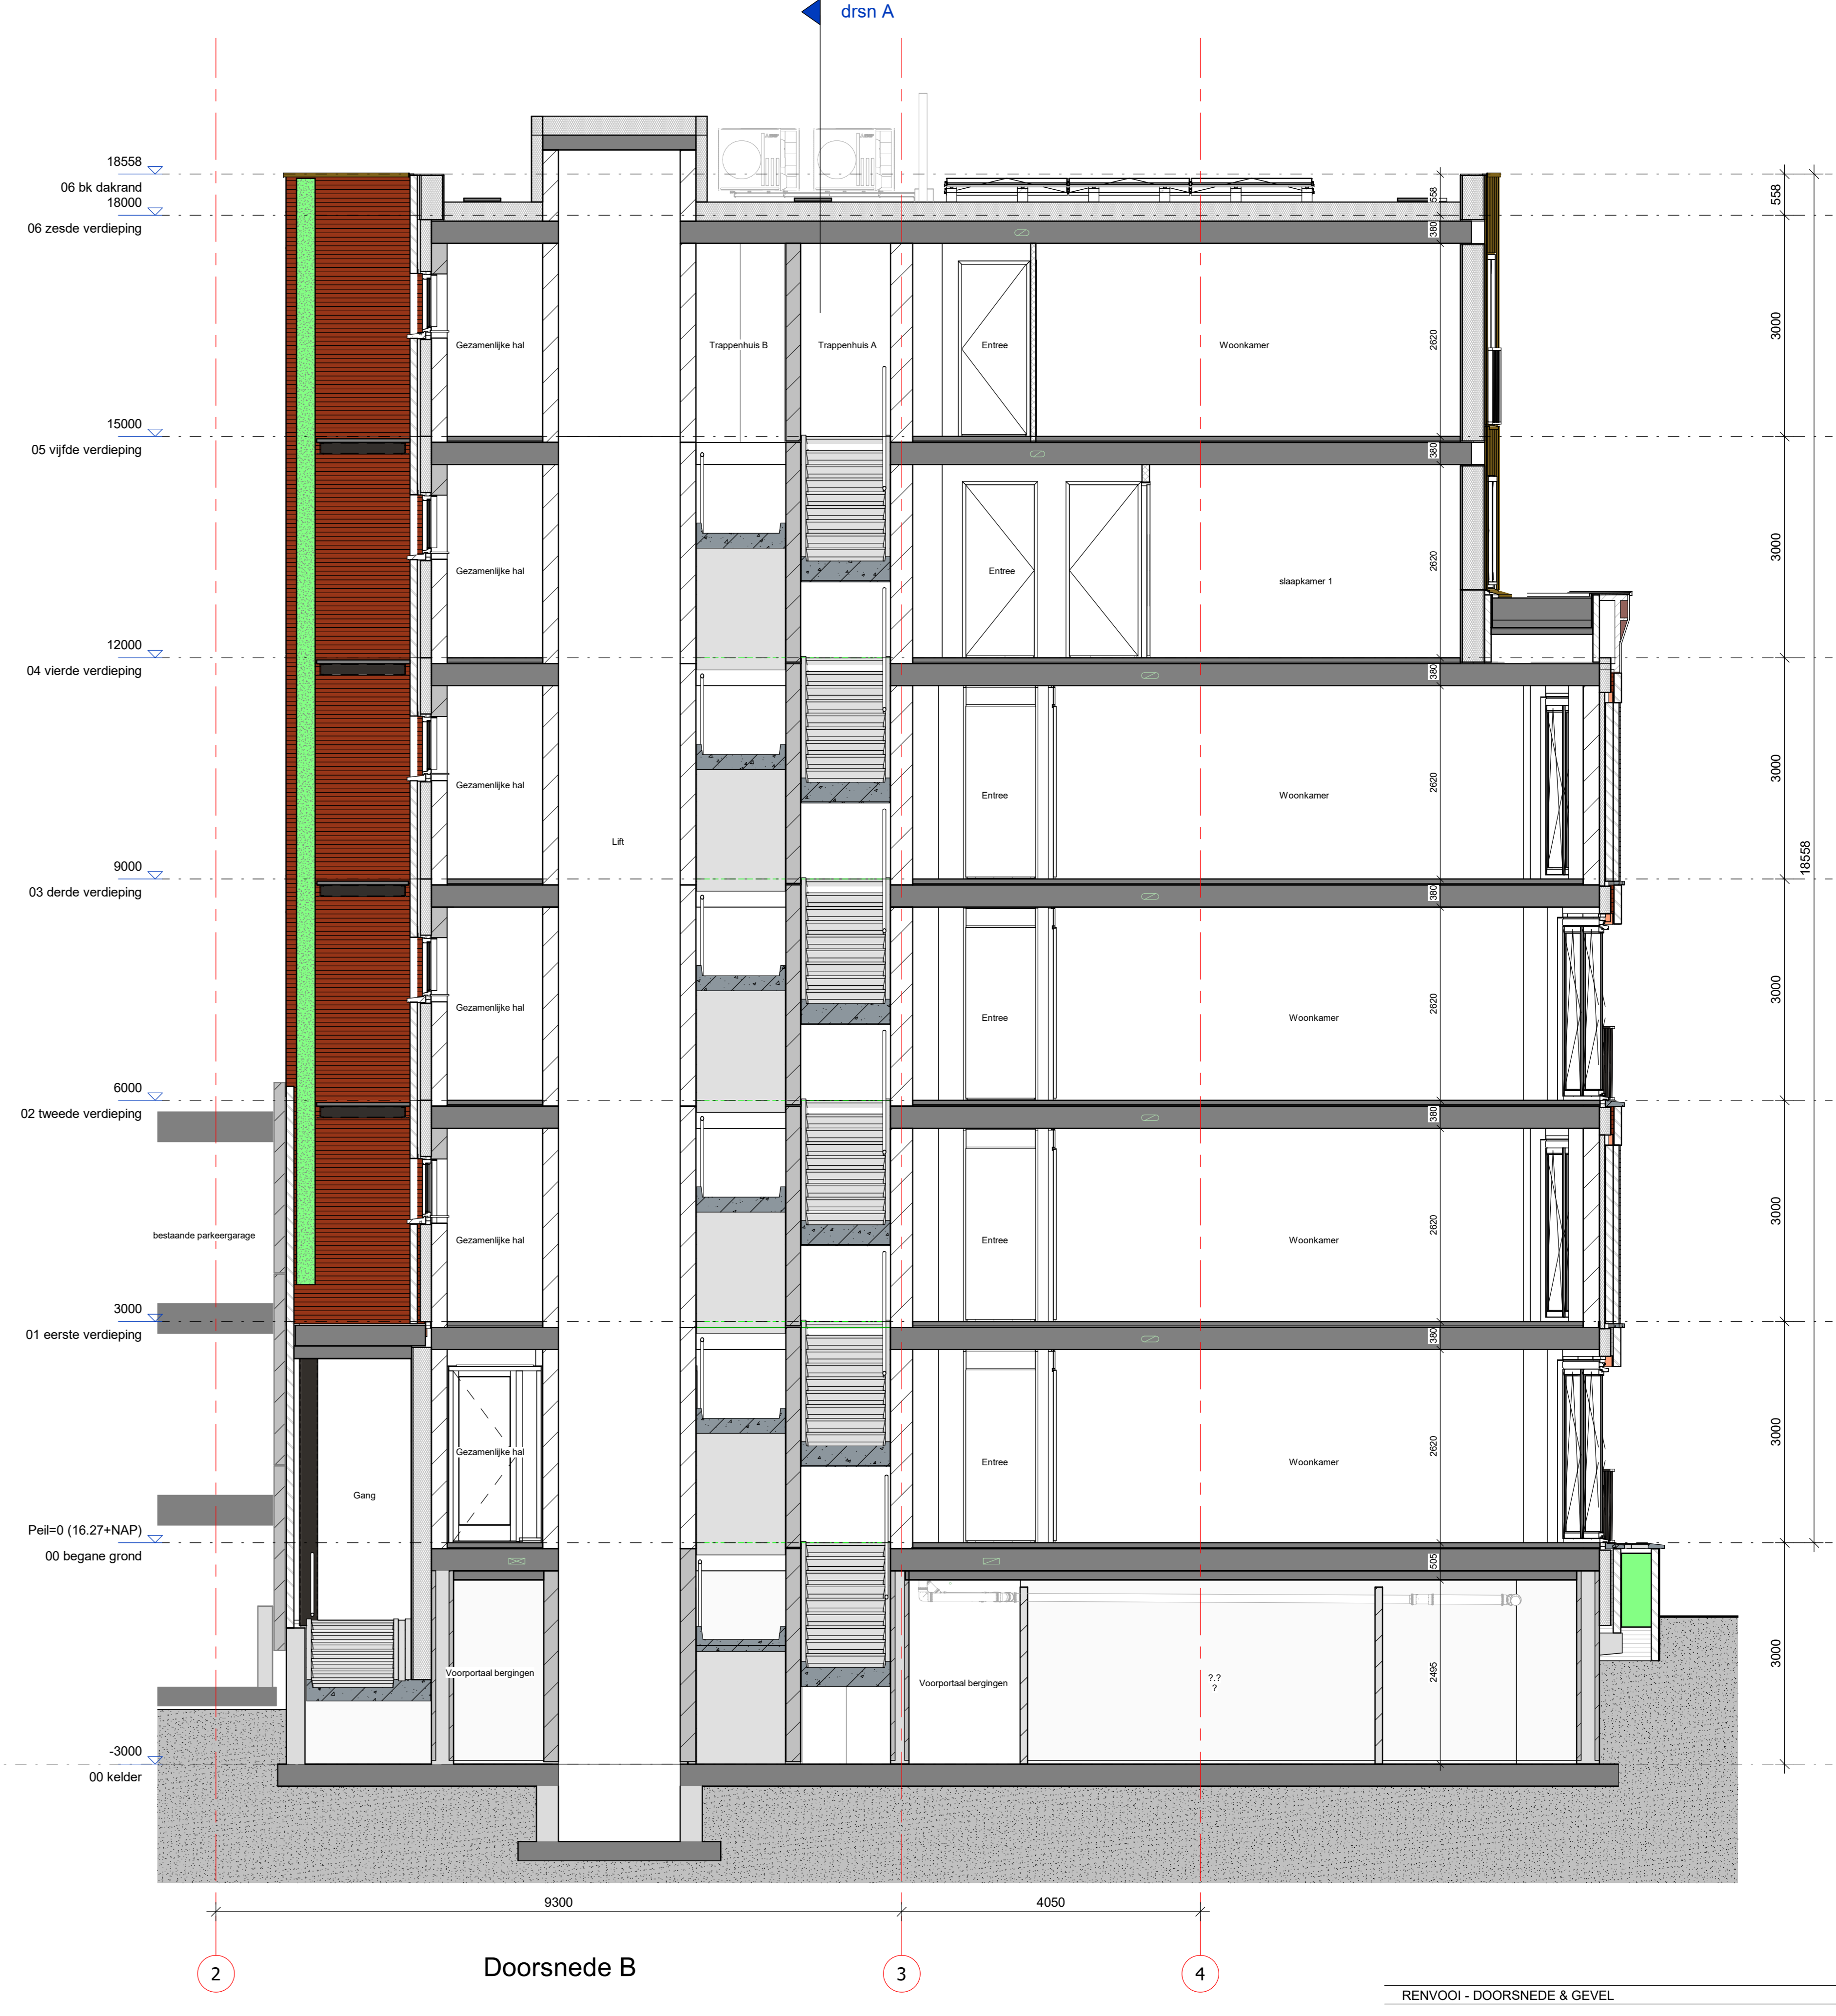 drsn A
18558
06 bk dakrand
18000
06 zesde verdieping
558
558
380
Gezamenlijke hal
Trappenhuis B
Trappenhuis A
Entree
Woonkamer
2620
3000
15000
05 vijfde verdieping
380
Gezamenlijke hal
Entree
slaapkamer 1
2620
3000
12000
04 vierde verdieping
380
Gezamenlijke hal
Lift
Entree
Woonkamer
2620
3000
9000
03 derde verdieping
380
18558
Gezamenlijke hal
Entree
Woonkamer
2620
3000
6000
02 tweede verdieping
380
bestaande parkeergarage
Gezamenlijke hal
Entree
Woonkamer
2620
3000
3000
01 eerste verdieping
380
Gang
Gezamenlijke hal
Entree
Woonkamer
2620
3000
Peil=0 (16.27+NAP)
00 begane grond
505
Voorportaal bergingen
Voorportaal bergingen
?.?
?
2495
3000
-3000
00 kelder
9300
4050
2
Doorsnede B
3
4
RENVOOI - DOORSNEDE & GEVEL